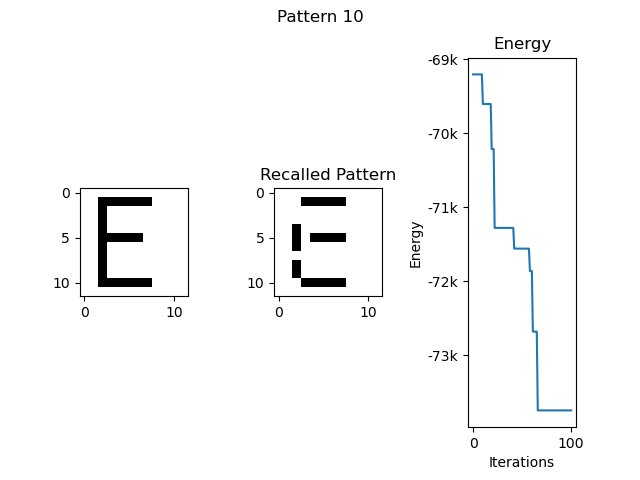 Pattern 10
E
0
5
10
0
10
Recalled Pattern
E
0
5
10
0
10
Energy
Energy
-69k
-70k
-71k
-72k
-73k
0
100
Iterations